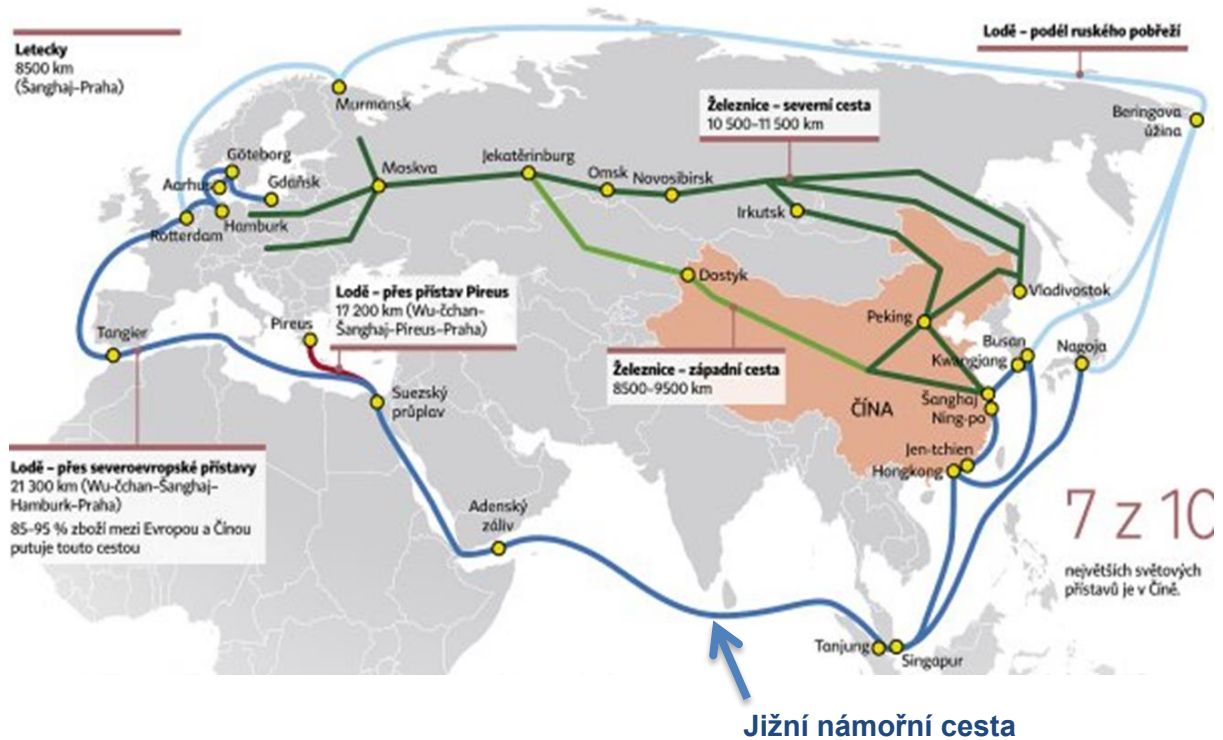 Letecky
8500 km
(Šanghaj–Praha)
Lodě – podél ruského pobřeží
Murmansk
Železnice – severní cesta
10 500–11 500 km
Beringova
úžina
Göteborg
Aarhus
Gdaňsk
Hamburk
Rotterdam
Moskva
Jekatěrinburg
Omsk
Novosibirsk
Irkutsk
Dostyk
Vladivostok
Peking
Lodě – přes přístav Pireus
17 200 km (Wu-čchan–
Šanghaj–Pireus–Praha)
Pireus
Tangier
Železnice – západní cesta
8500–9500 km
Busan
Kwangjang
Nagoja
Suezský
průplav
ČÍNA
Šanghaj
Ning-po
Jen-tchien
Hongkong
Lodě – přes severoevropské přístavy
21 300 km (Wu-čchan–Šanghaj–
Hamburk–Praha)
85–95 % zboží mezi Evropou a Čínou
putuje touto cestou
Adenský
záliv
7 z 10
největších světových
přístavů je v Číně.
Tanjung
Singapur
Jižní námořní cesta